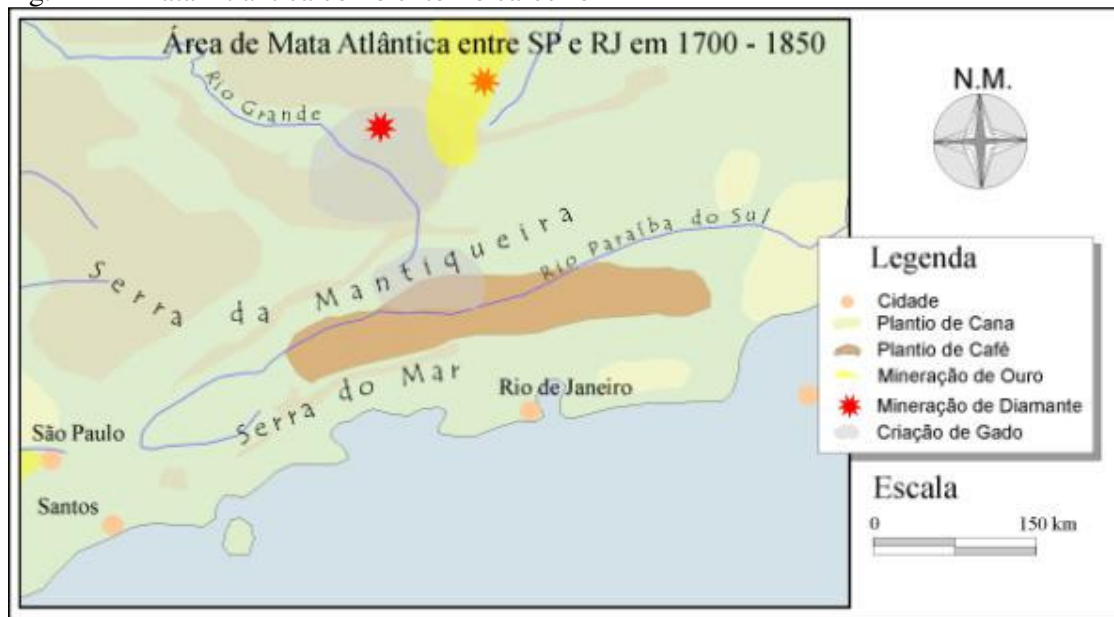 Área de Mata Atlântica entre SP e RJ em 1700 - 1850
N.M.
Rio Grande
Serra da Mantiqueira
Rio Paraíba do Sul
Serra do Mar
Rio de Janeiro
São Paulo
Santos
Legenda
Cidade
Plantio de Cana
Plantio de Café
Mineração de Ouro
Mineração de Diamante
Criação de Gado
Escala
0 150 km